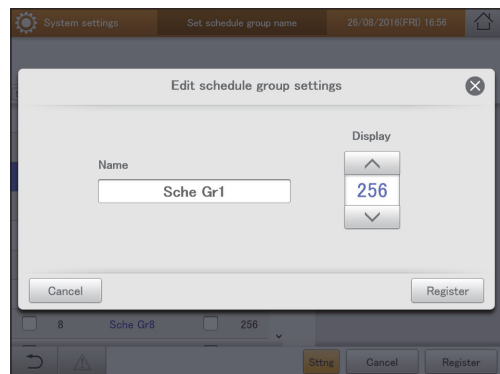 System settings
Set schedule group name
26/08/2016(FRI) 16:56
Edit schedule group settings
Display
Name
Sche Gr1
256
Cancel
Register
8
Sche Gr8
256
Sttng
Cancel
Register